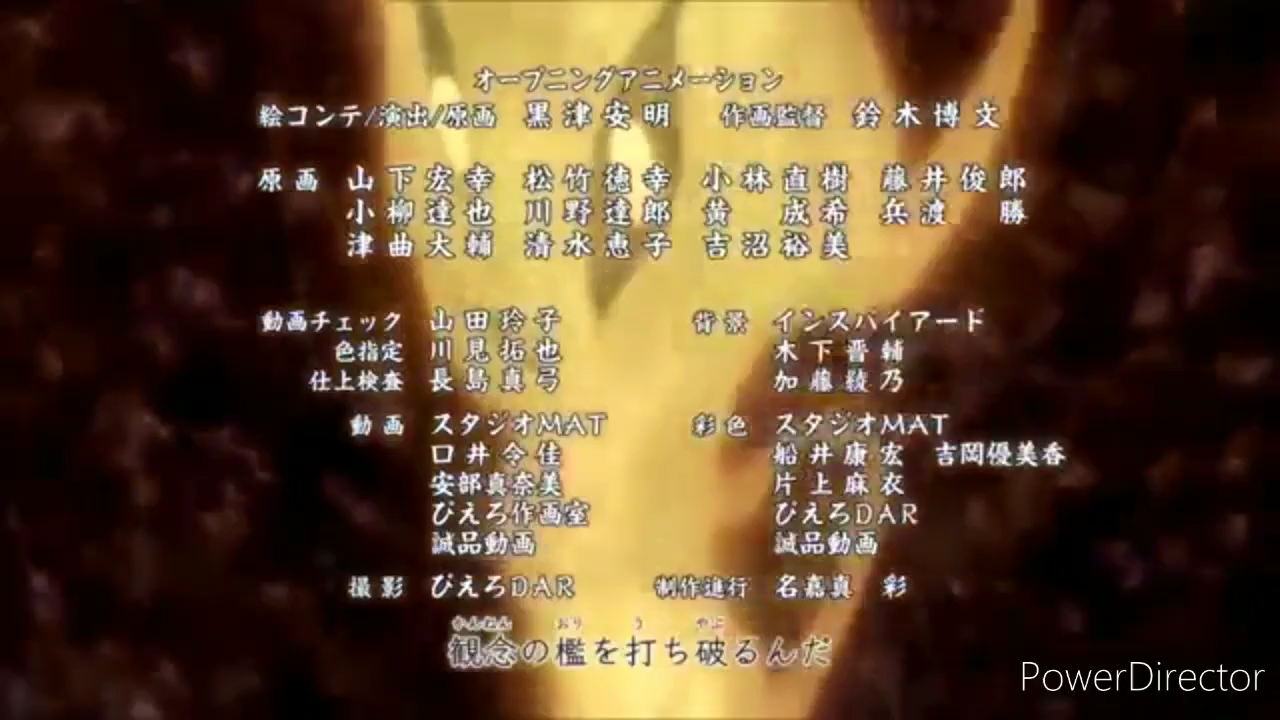 オープニングアニメーション
絵コンテ/演出/原画 黒津安明 作画監督 鈴木博文
原画 山下宏幸 松竹徳幸 小林直樹 藤井俊郎
小柳達也 川野達郎 黄 成希 兵渡 勝
津曲大輔 清水恵子 吉沼裕美
動画チェック 山田玲子 背景 インスパイアード
色指定 川見拓也 木下晋輔
仕上検査 長島真弓 加藤綾乃
動画 スタジオMAT 彩色 スタジオMAT
口井令佳 船井康宏 吉岡優美香
安部真奈美 片上麻衣
ぴえろ作画室 ぴえろDAR
誠品動画 誠品動画
撮影 ぴえろDAR 制作進行 名嘉真 彩
かんねん おり う やぶ
観念の檻を打ち破るんだ
PowerDirector